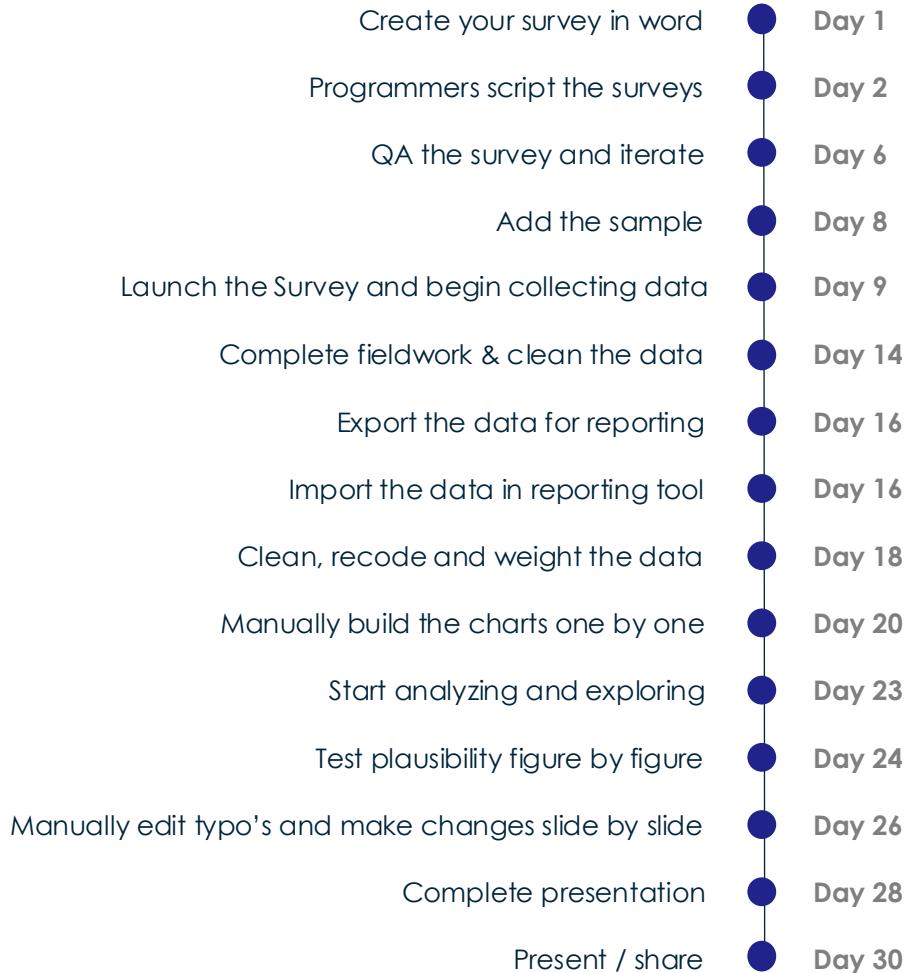 Create your survey in word Day 1
Programmers script the surveys Day 2
QA the survey and iterate Day 6
Add the sample Day 8
Launch the Survey and begin collecting data Day 9
Complete fieldwork & clean the data Day 14
Export the data for reporting Day 16
Import the data in reporting tool Day 16
Clean, recode and weight the data Day 18
Manually build the charts one by one Day 20
Start analyzing and exploring Day 23
Test plausibility figure by figure Day 24
Manually edit typo’s and make changes slide by slide Day 26
Complete presentation Day 28
Present / share Day 30